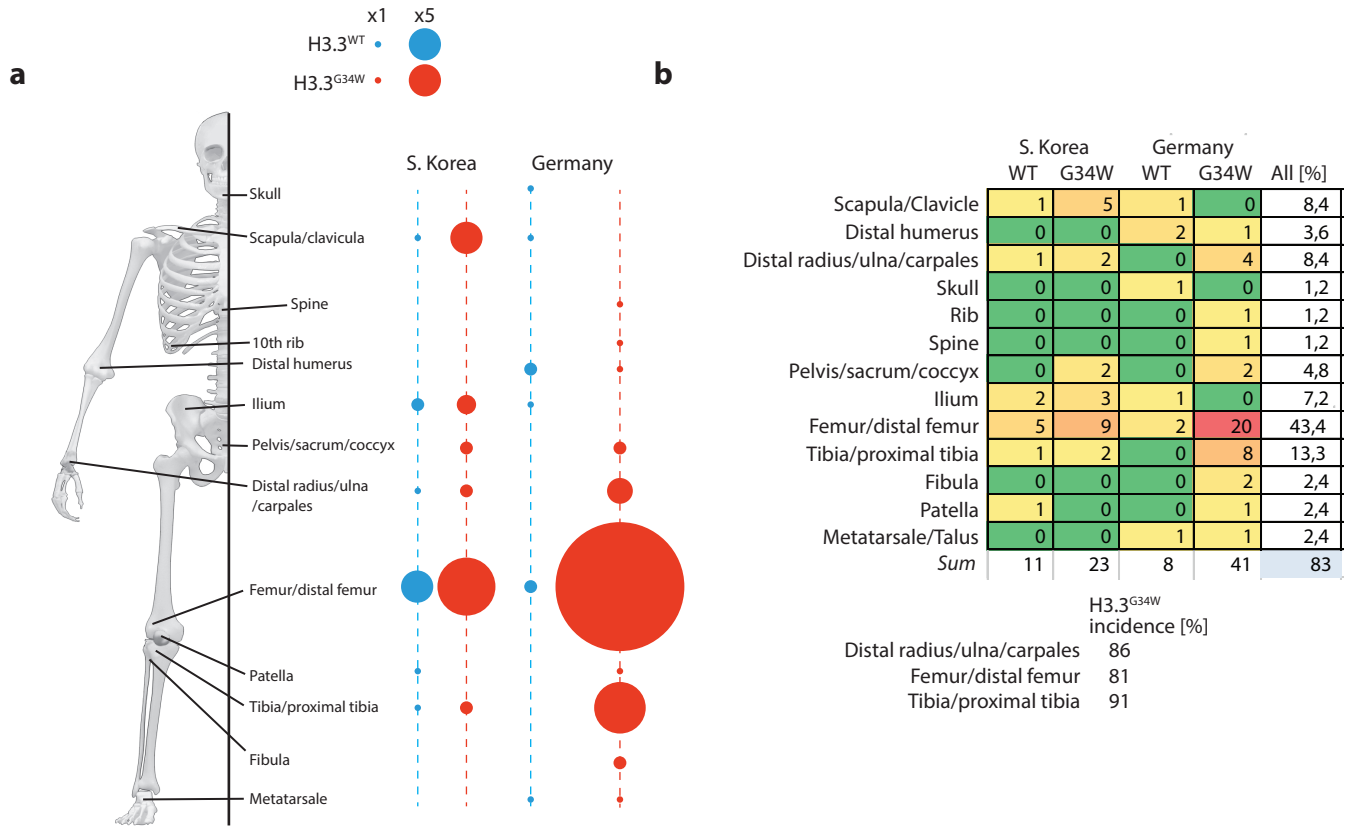 x1 x5
H3.3WT
H3.3G34W
a
S. Korea Germany
Skull
Scapula/clavicula
Spine
10th rib
Distal humerus
Ilium
Pelvis/sacrum/coccyx
Distal radius/ulna
/carpales
Femur/distal femur
Patella
Tibia/proximal tibia
Fibula
Metatarsale
b
S. Korea Germany
WT G34W WT G34W All [%]
Scapula/Clavicle 1 5 1 0 8,4
Distal humerus 0 0 2 1 3,6
Distal radius/ulna/carpales 1 2 0 4 8,4
Skull 0 0 1 0 1,2
Rib 0 0 0 1 1,2
Spine 0 0 0 1 1,2
Pelvis/sacrum/coccyx 0 2 0 2 4,8
Ilium 2 3 1 0 7,2
Femur/distal femur 5 9 2 20 43,4
Tibia/proximal tibia 1 2 0 8 13,3
Fibula 0 0 0 2 2,4
Patella 1 0 0 1 2,4
Metatarsale/Talus 0 0 1 1 2,4
Sum 11 23 8 41 83
H3.3G34W
incidence [%]
Distal radius/ulna/carpales 86
Femur/distal femur 81
Tibia/proximal tibia 91